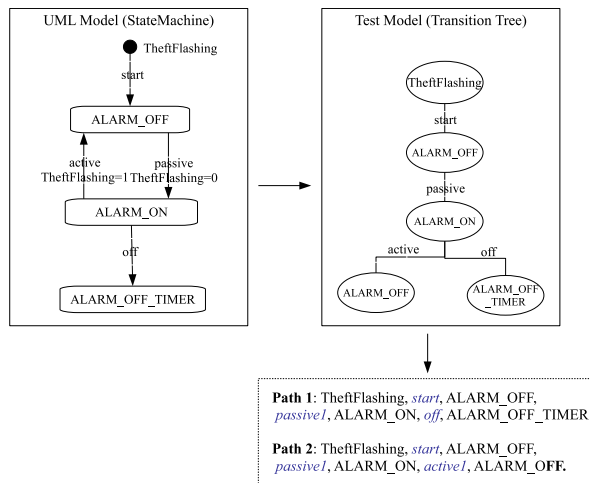 UML Model (StateMachine)
TheftFlashing
start
ALARM_OFF
active
TheftFlashing=1
passive
TheftFlashing=0
ALARM_ON
off
ALARM_OFF_TIMER
Test Model (Transition Tree)
TheftFlashing
start
ALARM_OFF
passive
ALARM_ON
active
off
ALARM_OFF
ALARM_OFF
_TIMER
Path 1: TheftFlashing, start, ALARM_OFF,
passive1, ALARM_ON, off, ALARM_OFF_TIMER
Path 2: TheftFlashing, start, ALARM_OFF,
passive1, ALARM_ON, active1, ALARM_OFF.